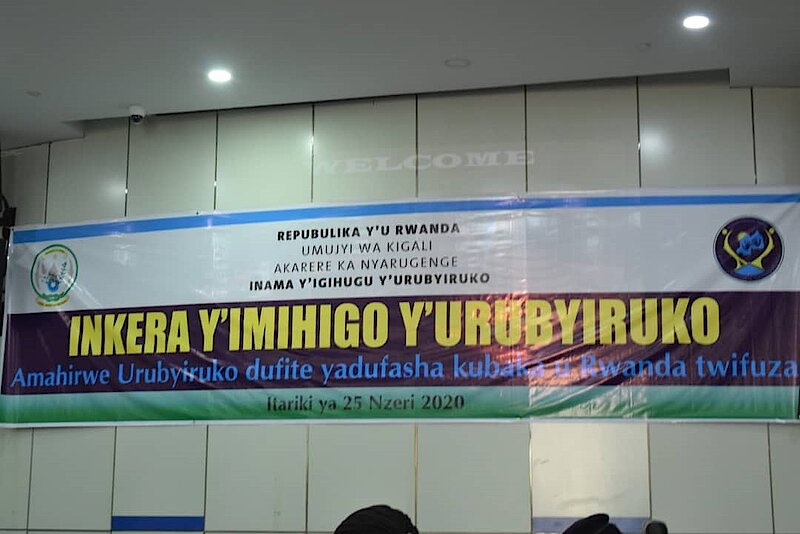 WELCOME
REPUBULIKA Y'U RWANDA
UMUJYI WA KIGALI
AKARERE KA NYARUGENGE
INAMA Y'IGIHUGU Y'URUBYIRUKO
INKERA Y'IMIHIGO Y'URUBYIRUKO
Amahirwe Urubyiruko dufite yadufasha kubaka u Rwanda twifuza
Itariki ya 25 Nzeri 2020